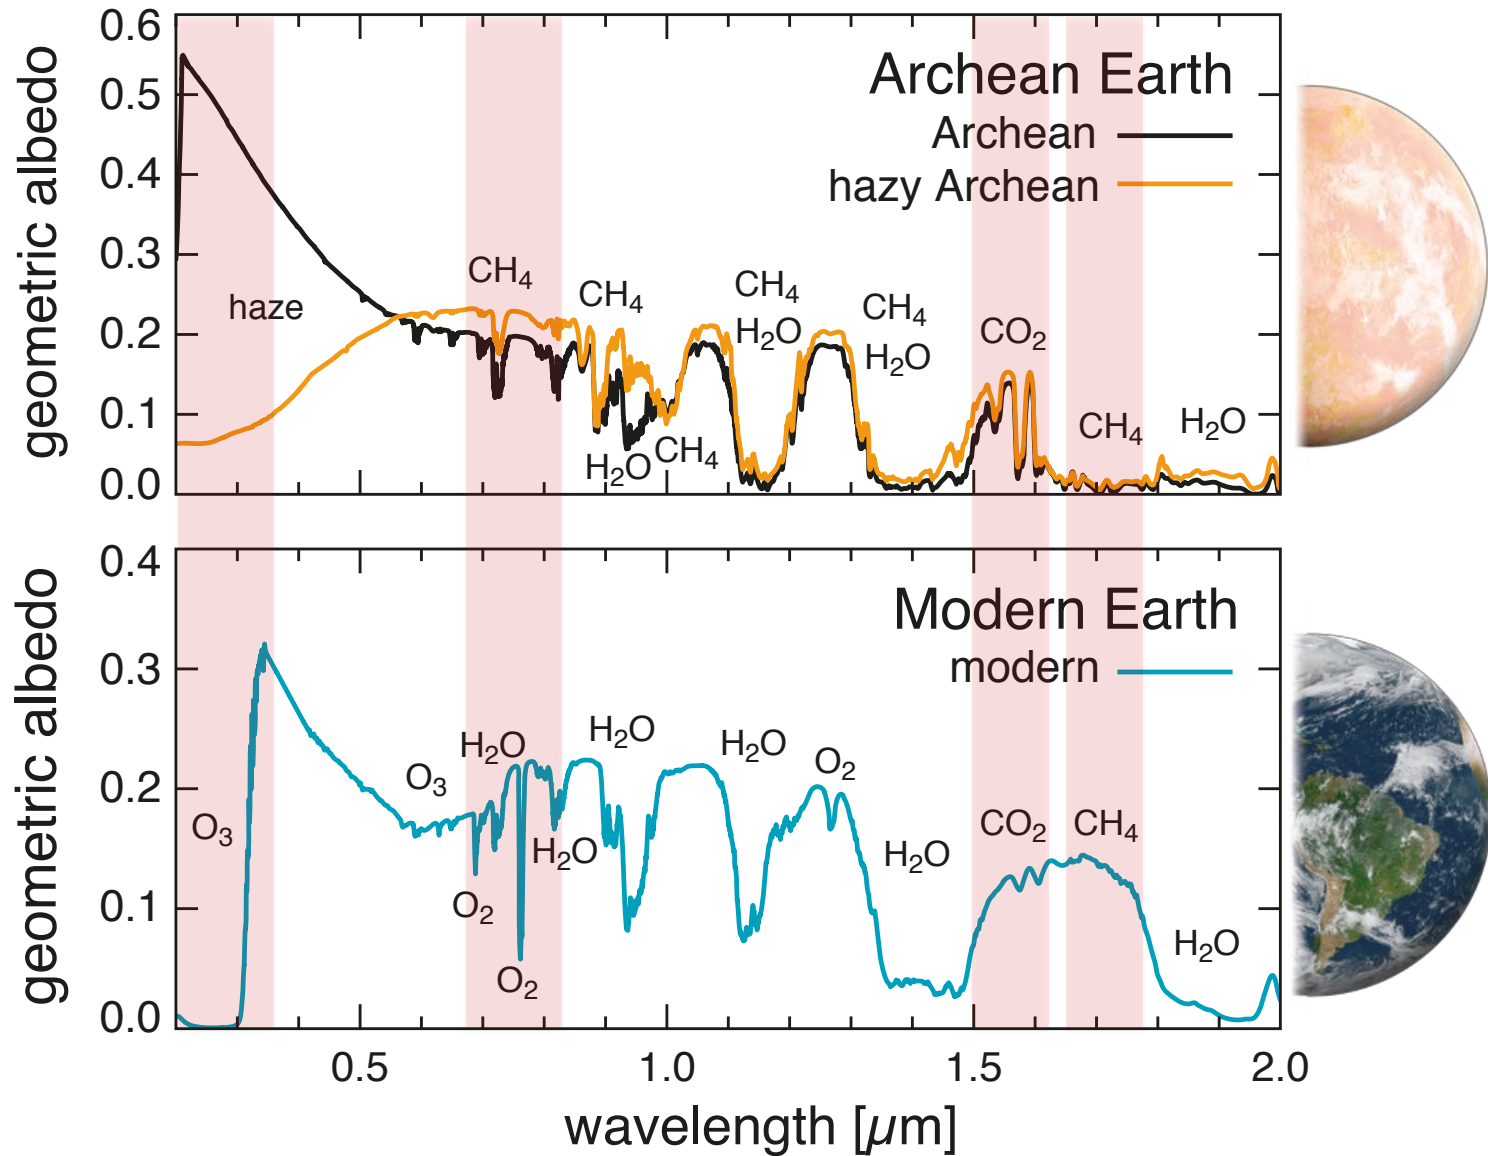 geometric albedo
0.6
0.5
0.4
0.3
0.2
0.1
0.0
Archean Earth
Archean
hazy Archean
haze
CH₄
CH₄
H₂O
CH₄
CH₄
H₂O
CH₄
H₂O
CO₂
CH₄
H₂O
geometric albedo
0.4
0.3
0.2
0.1
0.0
Modern Earth
modern
O₃
O₃
H₂O
O₂
O₂
H₂O
H₂O
H₂O
O₂
H₂O
CO₂
CH₄
H₂O
0.5
1.0
1.5
2.0
wavelength [µm]